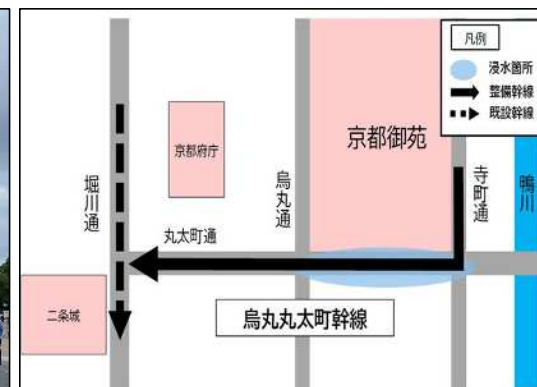 凡例
浸水箇所
整備幹線
既設幹線
京都御苑
京都府庁
堀川通
烏丸通
寺町通
鴨川
丸太町通
二条城
烏丸丸太町幹線